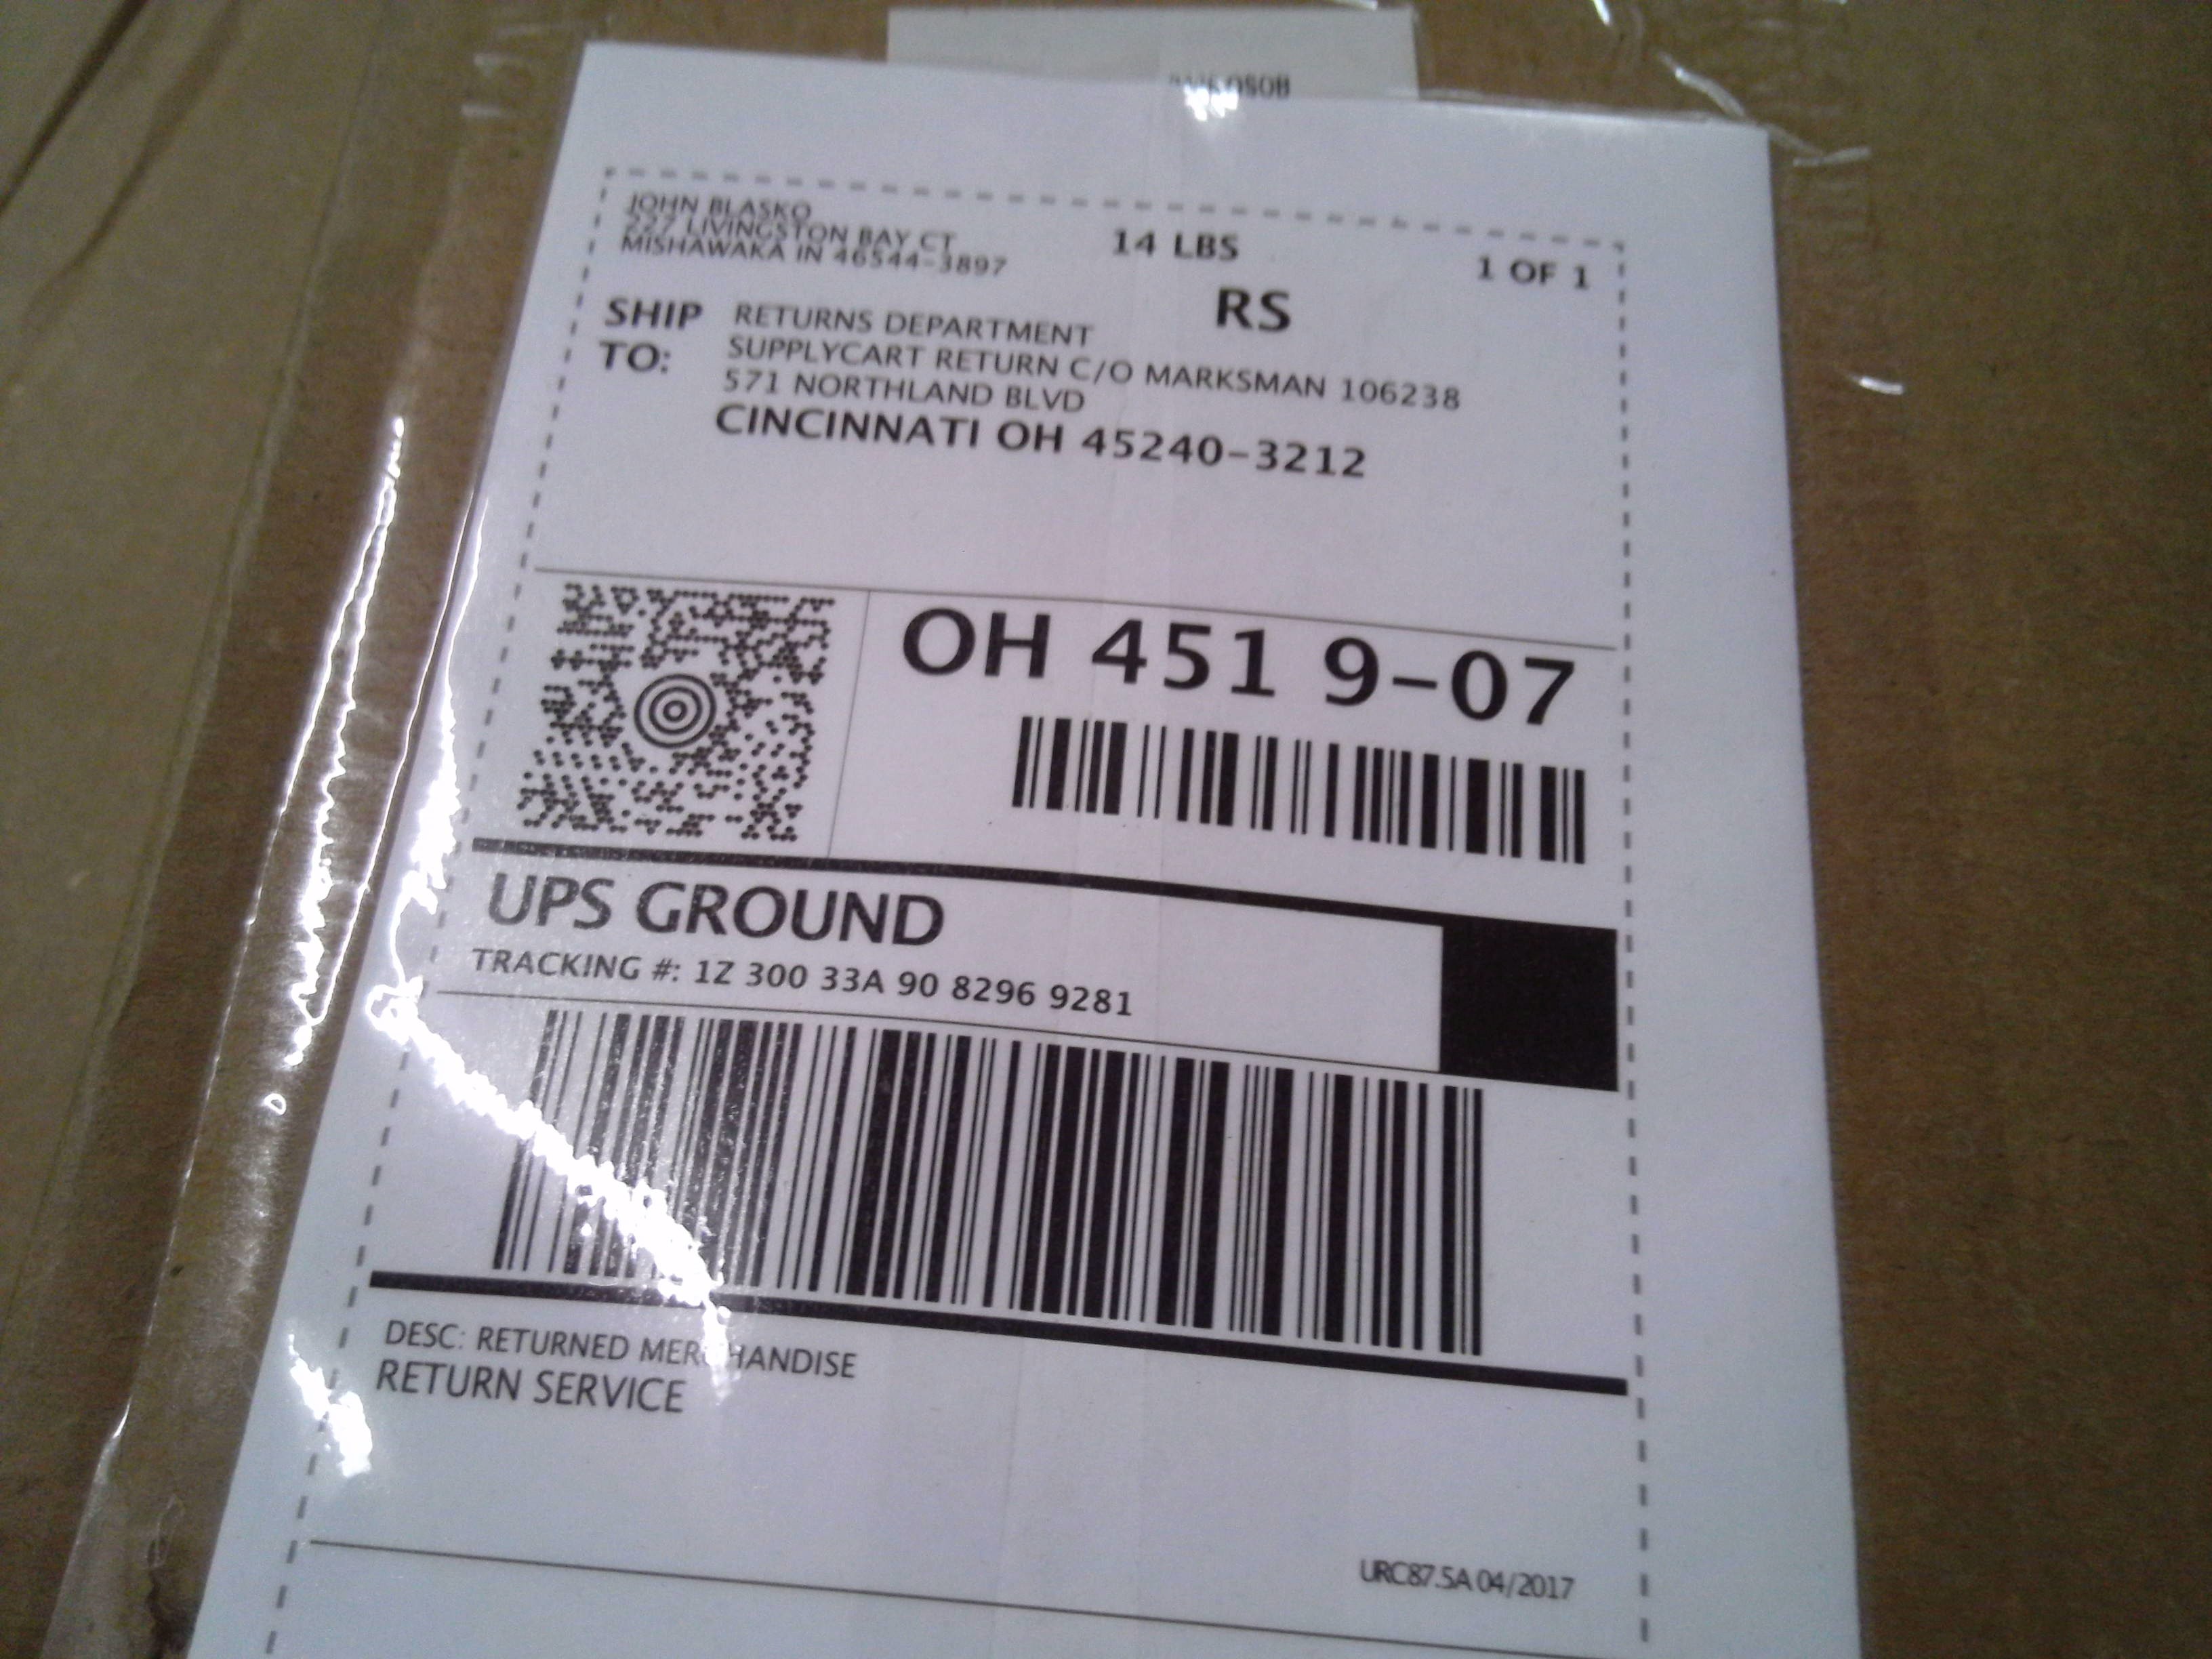 0S0B
JOHN BLASKO
227 LIVINGSTON BAY CT
MISHAWAKA IN 46544-3897
14 LBS
1 OF 1
RS
SHIP TO:
RETURNS DEPARTMENT
SUPPLYCART RETURN C/O MARKSMAN 106238
571 NORTHLAND BLVD
CINCINNATI OH 45240-3212
OH 451 9-07
UPS GROUND
TRACKING #: 1Z 300 33A 90 8296 9281
DESC: RETURNED MERCHANDISE
RETURN SERVICE
URC87.5A 04/2017